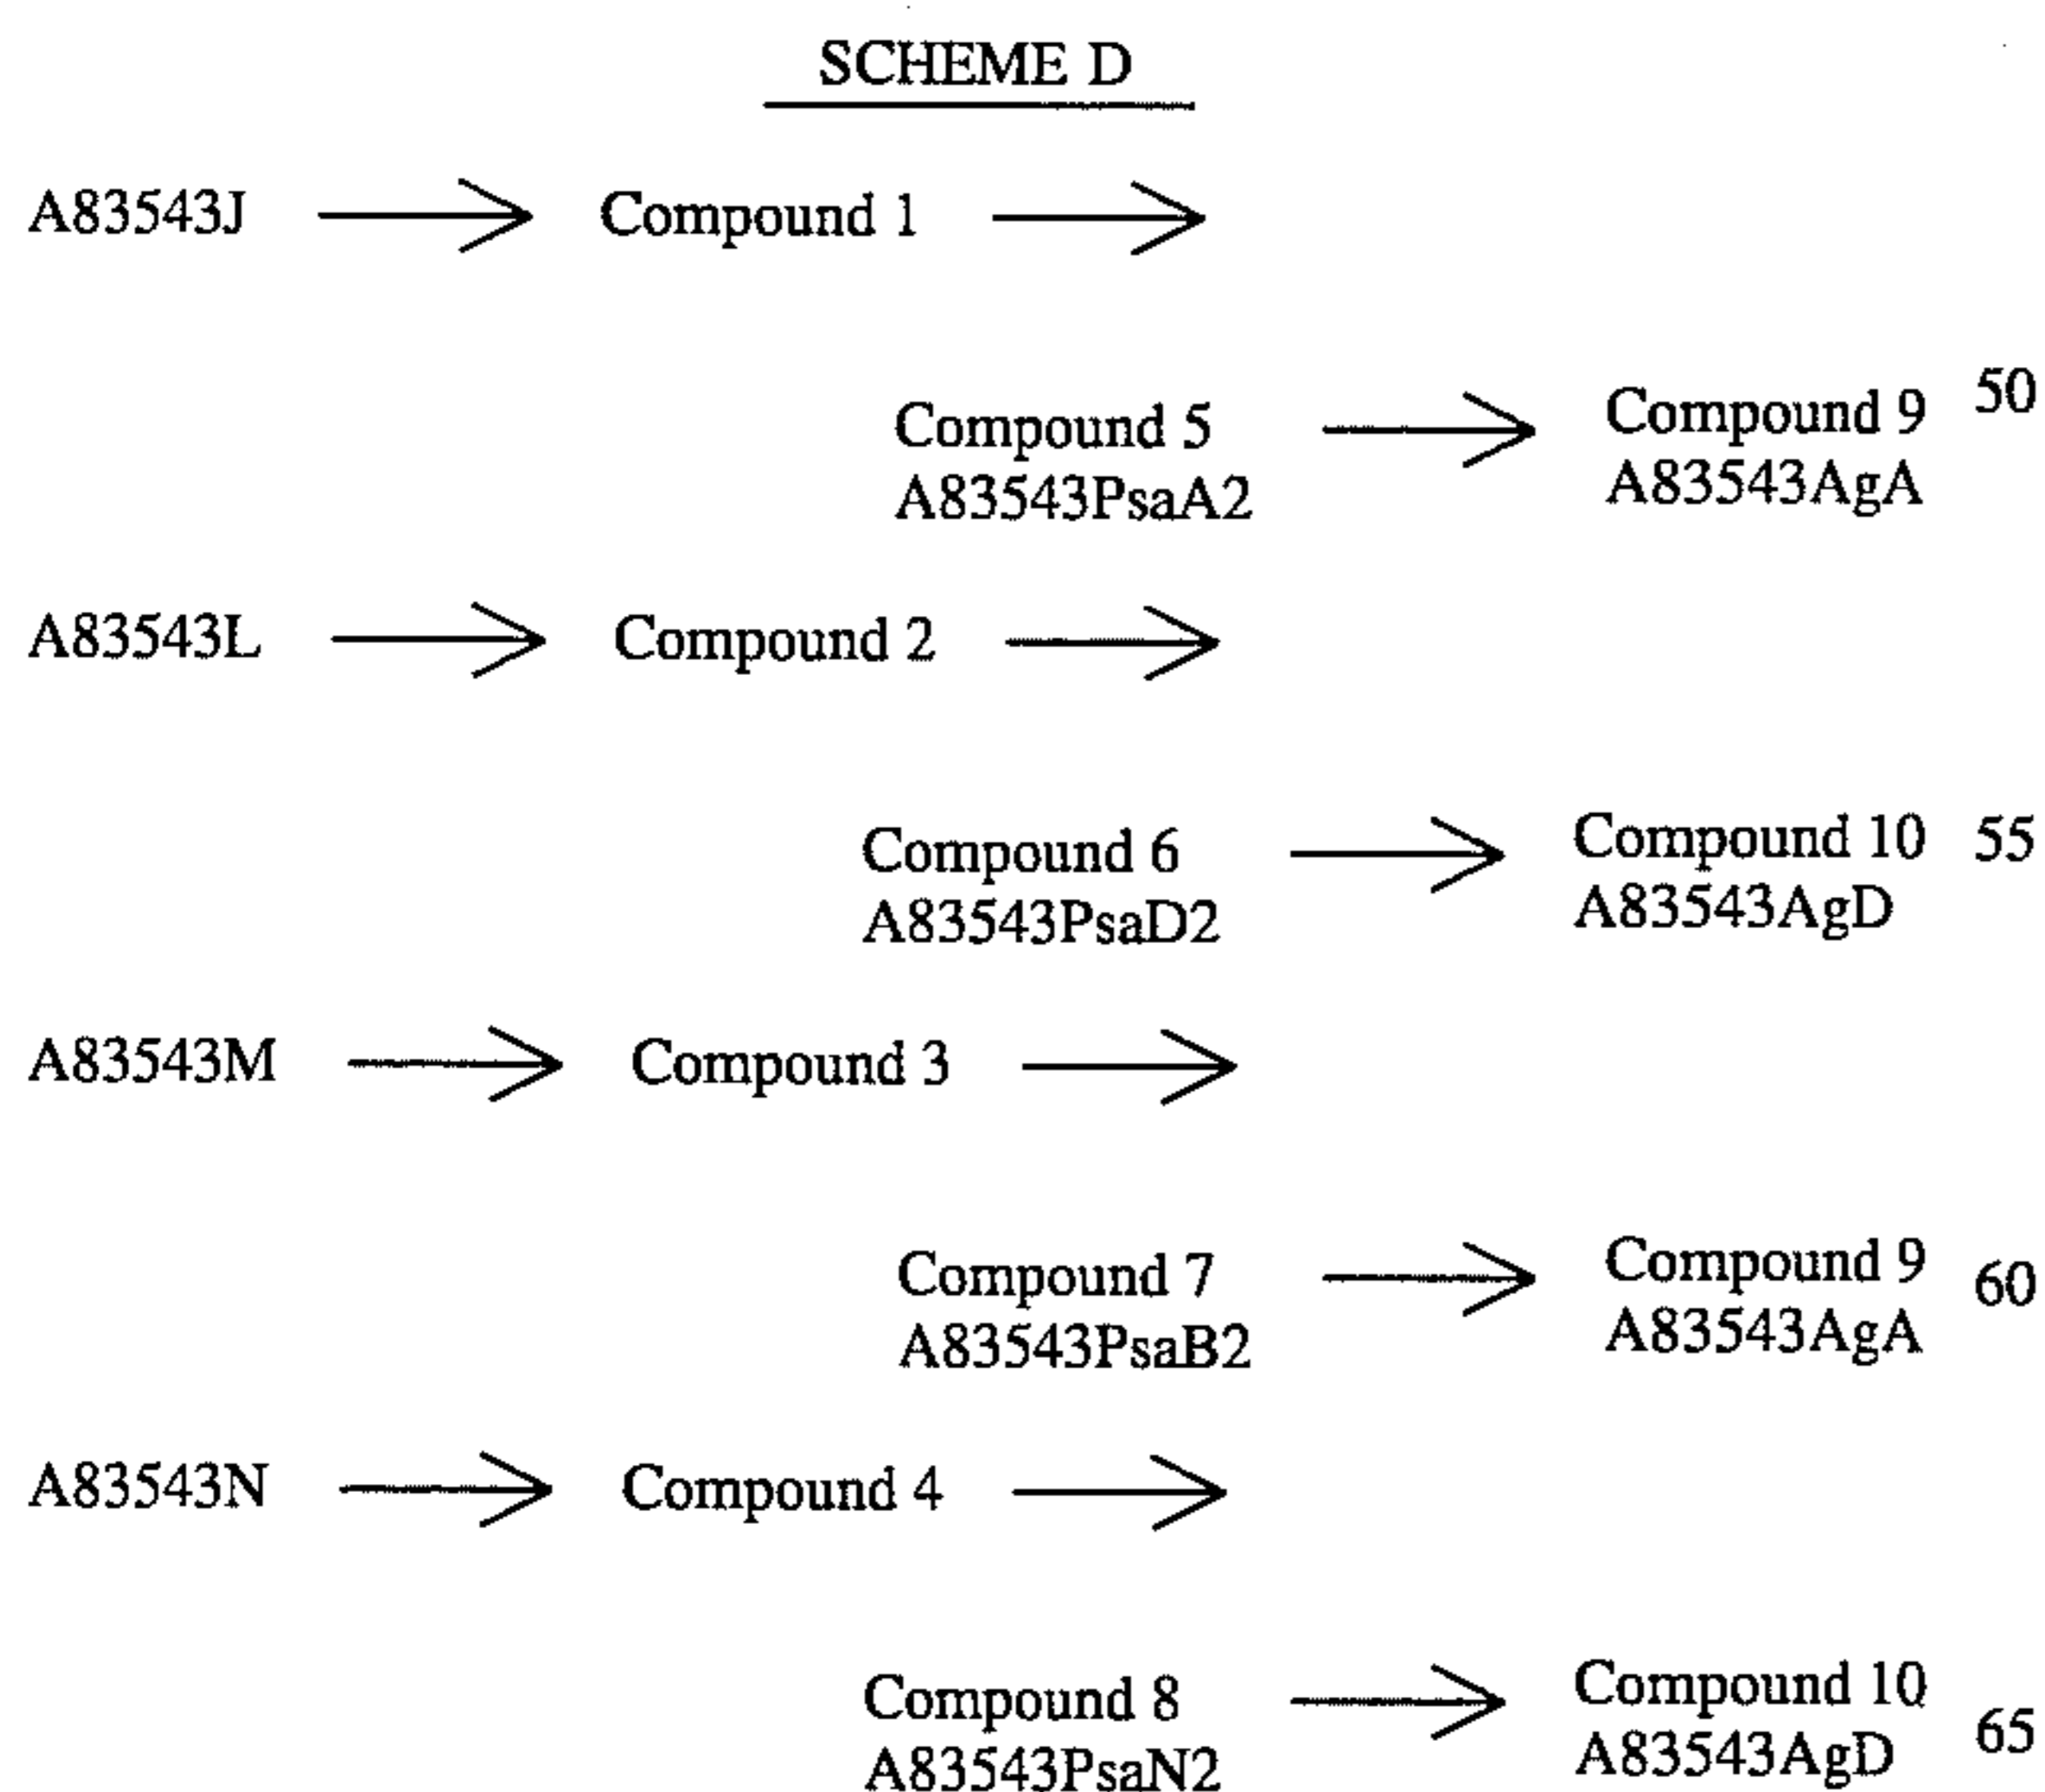 SCHEME D
A83543J Compound 1
Compound 5 Compound 9 50
A83543PsaA2 A83543AgA
A83543L Compound 2
Compound 6 Compound 10 55
A83543PsaD2 A83543AgD
A83543M Compound 3
Compound 7 Compound 9 60
A83543PsaB2 A83543AgA
A83543N Compound 4
Compound 8 Compound 10 65
A83543PsaN2 A83543AgD